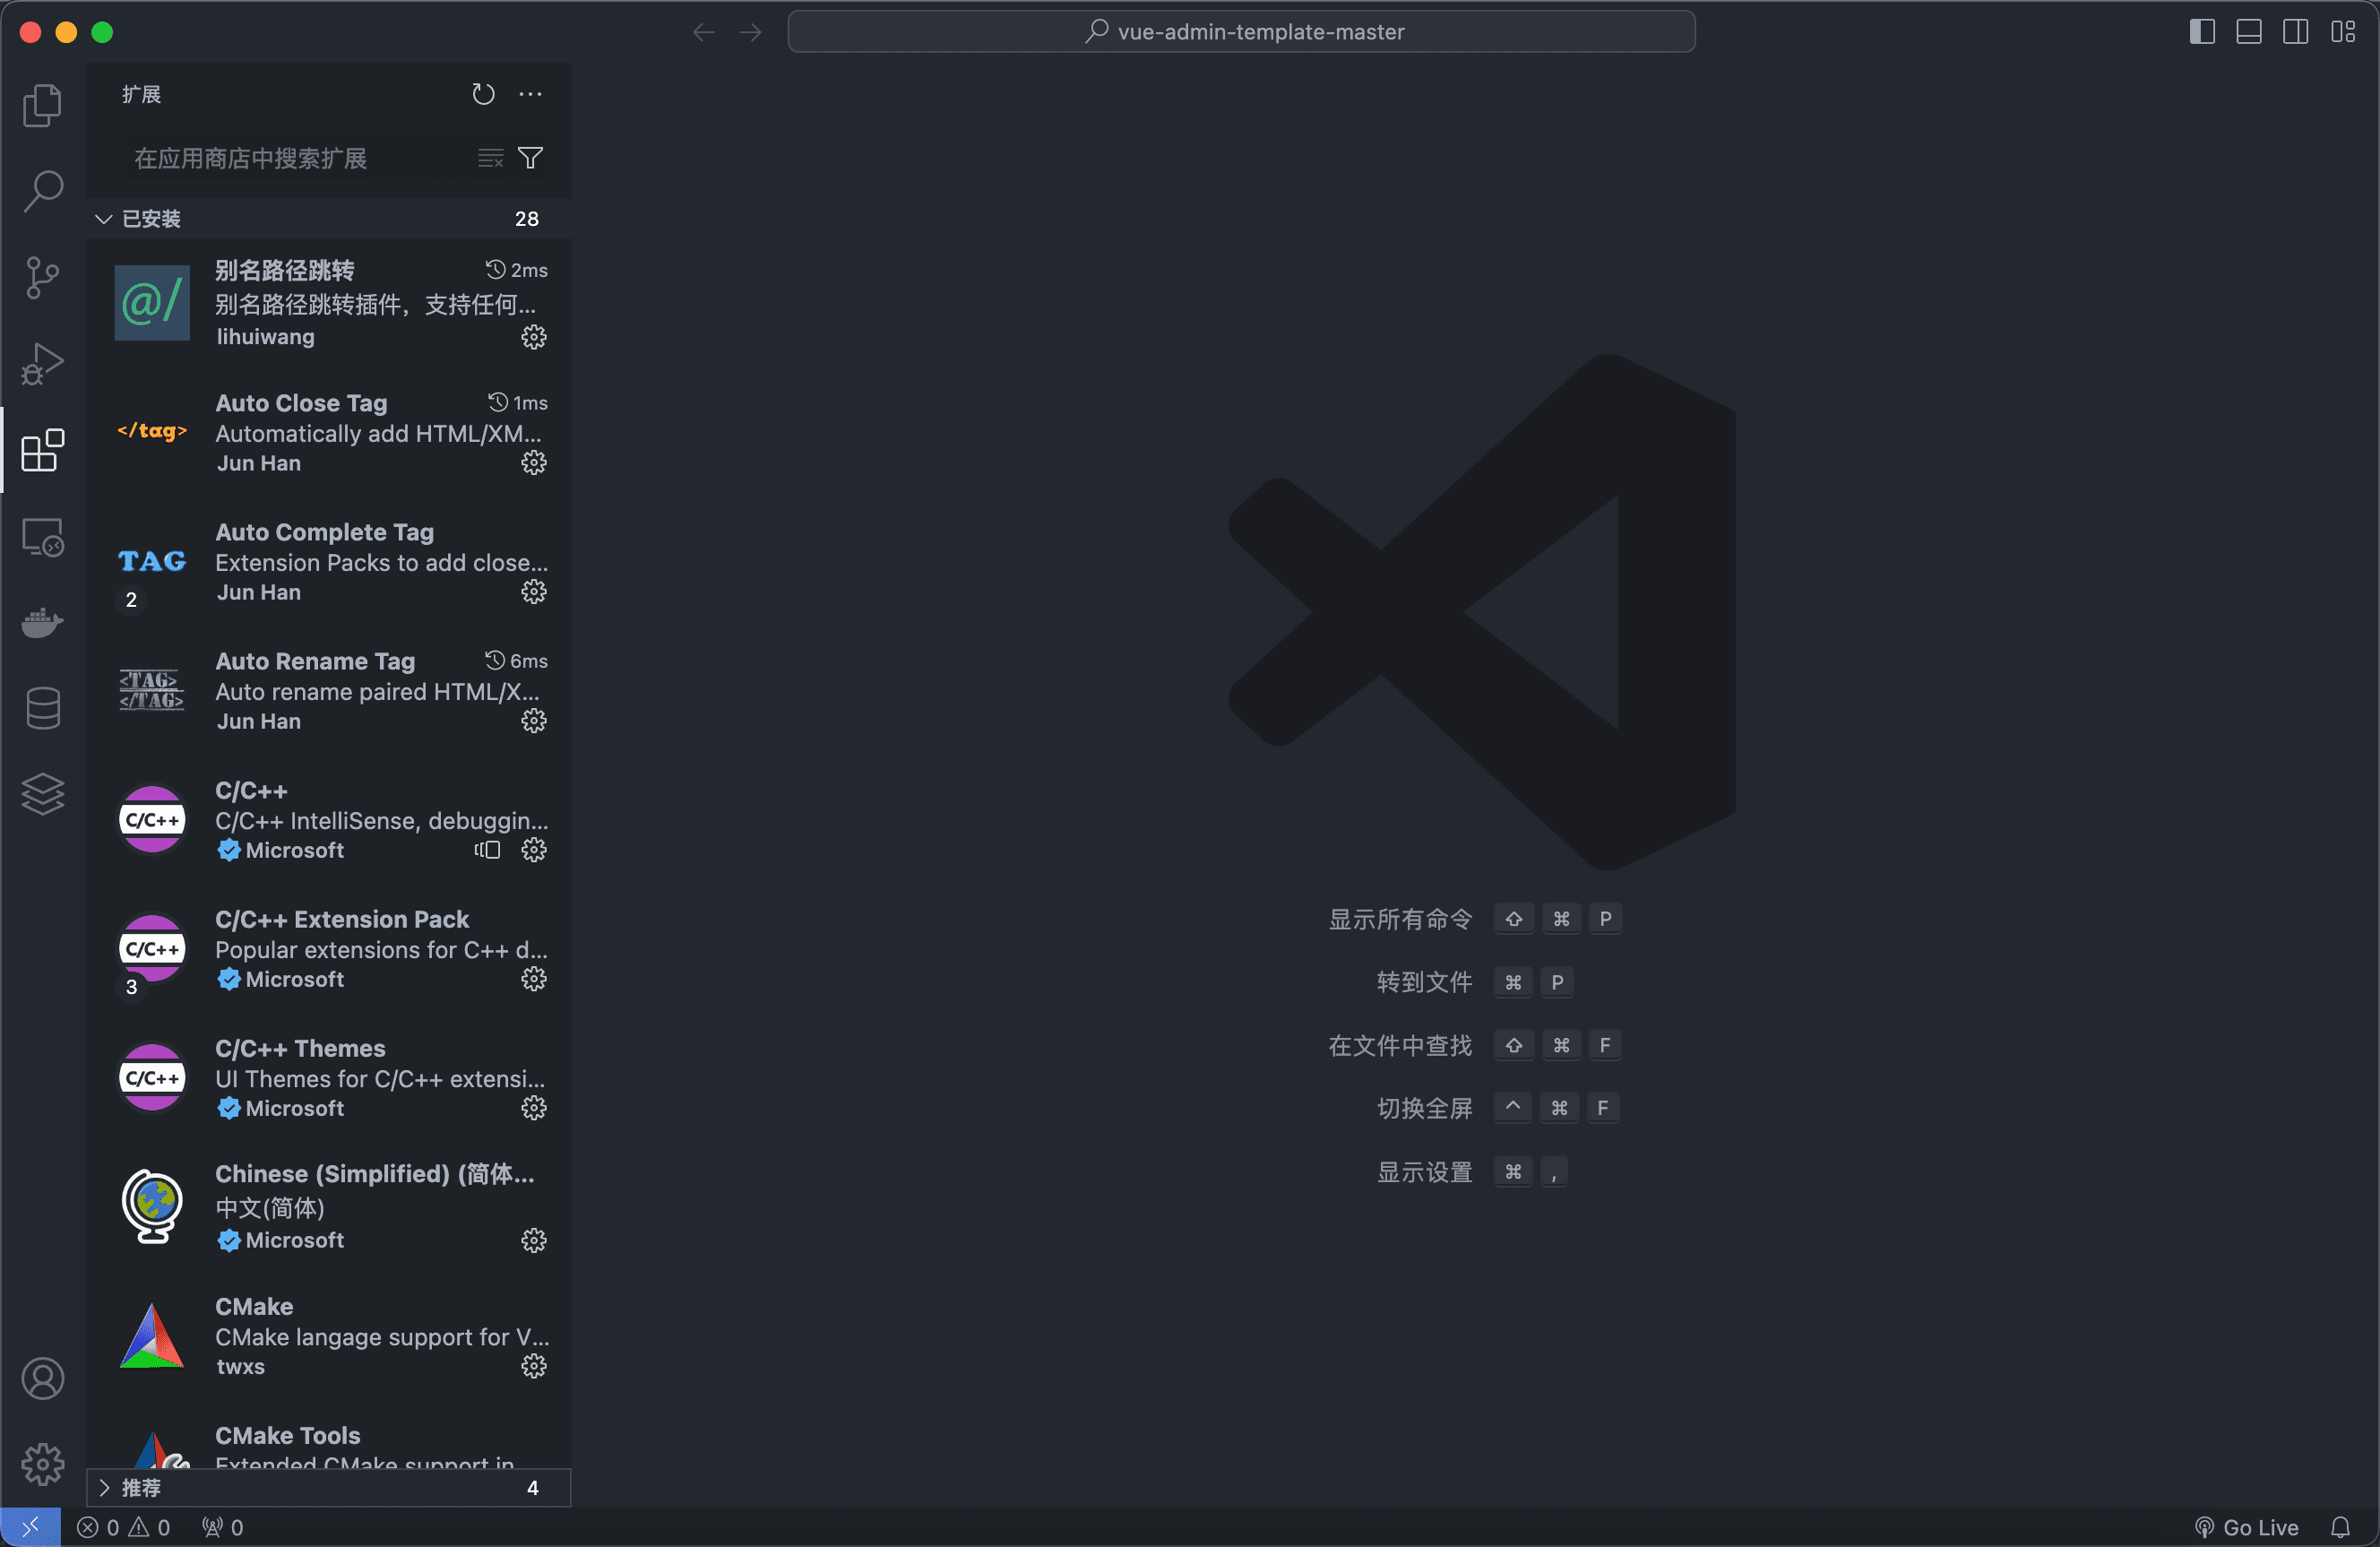 vue-admin-template-master
扩展
在应用商店中搜索扩展
已安装 28
@/
别名路径跳转 2ms
别名路径跳转插件，支持任何...
lihuiwang
</tag>
Auto Close Tag 1ms
Automatically add HTML/XM...
Jun Han
TAG
2
Auto Complete Tag
Extension Packs to add close...
Jun Han
<TAG>
</TAG>
Auto Rename Tag 6ms
Auto rename paired HTML/X...
Jun Han
C/C++
C/C++
C/C++ IntelliSense, debuggin...
Microsoft
C/C++
3
C/C++ Extension Pack
Popular extensions for C++ d...
Microsoft
C/C++
C/C++ Themes
UI Themes for C/C++ extensi...
Microsoft
Chinese (Simplified) (简体...
中文(简体)
Microsoft
CMake
CMake langage support for V...
twxs
CMake Tools
Extended CMake support in
推荐 4
显示所有命令 ⇧ ⌘ P
转到文件 ⌘ P
在文件中查找 ⇧ ⌘ F
切换全屏 ^ ⌘ F
显示设置 ⌘ ,
0 0 0
Go Live